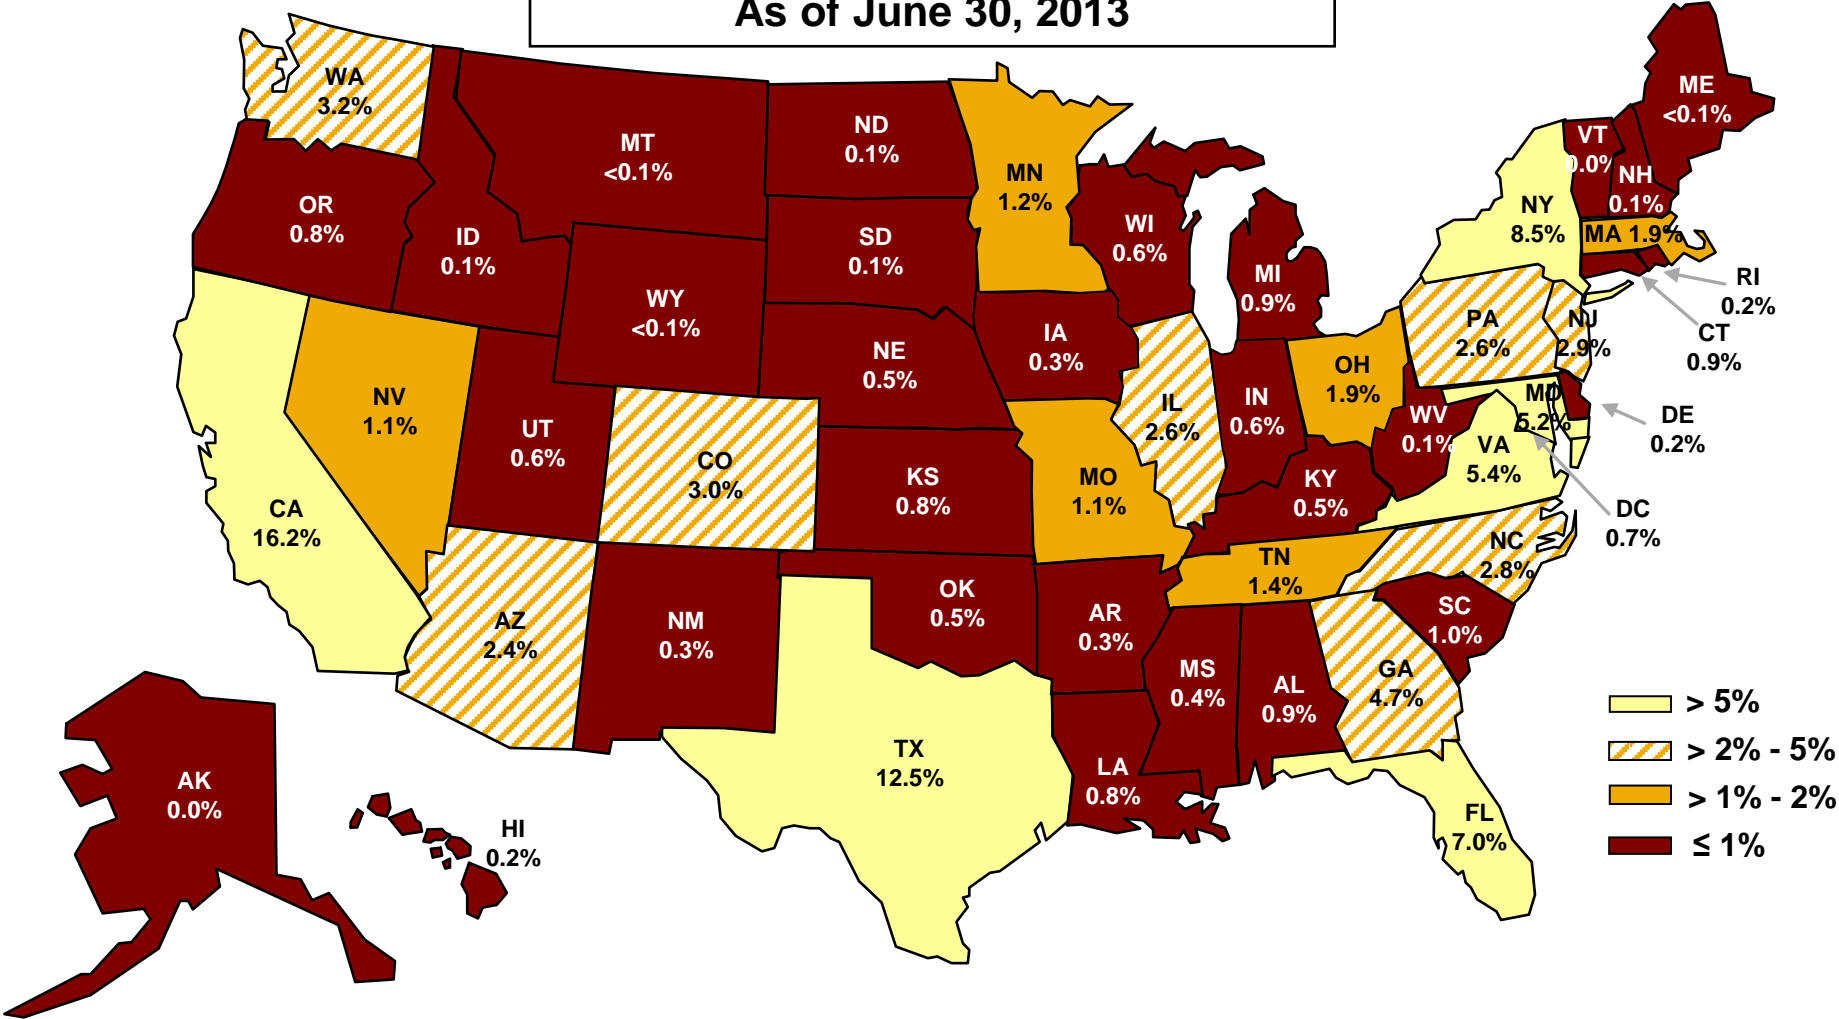 As of June 30, 2013
WA
3.2%
MT
<0.1%
ND
0.1%
MN
1.2%
ME
<0.1%
VT
0.0%
NH
0.1%
OR
0.8%
ID
0.1%
SD
0.1%
WI
0.6%
NY
8.5%
MA 1.9%
WY
<0.1%
MI
0.9%
RI
0.2%
CT
0.9%
NE
0.5%
IA
0.3%
PA
2.6%
NJ
2.9%
NV
1.1%
UT
0.6%
CO
3.0%
IL
2.6%
IN
0.6%
OH
1.9%
WV
0.1%
MD
5.2%
VA
5.4%
DE
0.2%
DC
0.7%
CA
16.2%
KS
0.8%
MO
1.1%
KY
0.5%
NC
2.8%
TN
1.4%
AZ
2.4%
NM
0.3%
OK
0.5%
AR
0.3%
SC
1.0%
MS
0.4%
AL
0.9%
GA
4.7%
TX
12.5%
LA
0.8%
FL
7.0%
AK
0.0%
HI
0.2%
> 5%
> 2% - 5%
> 1% - 2%
≤ 1%